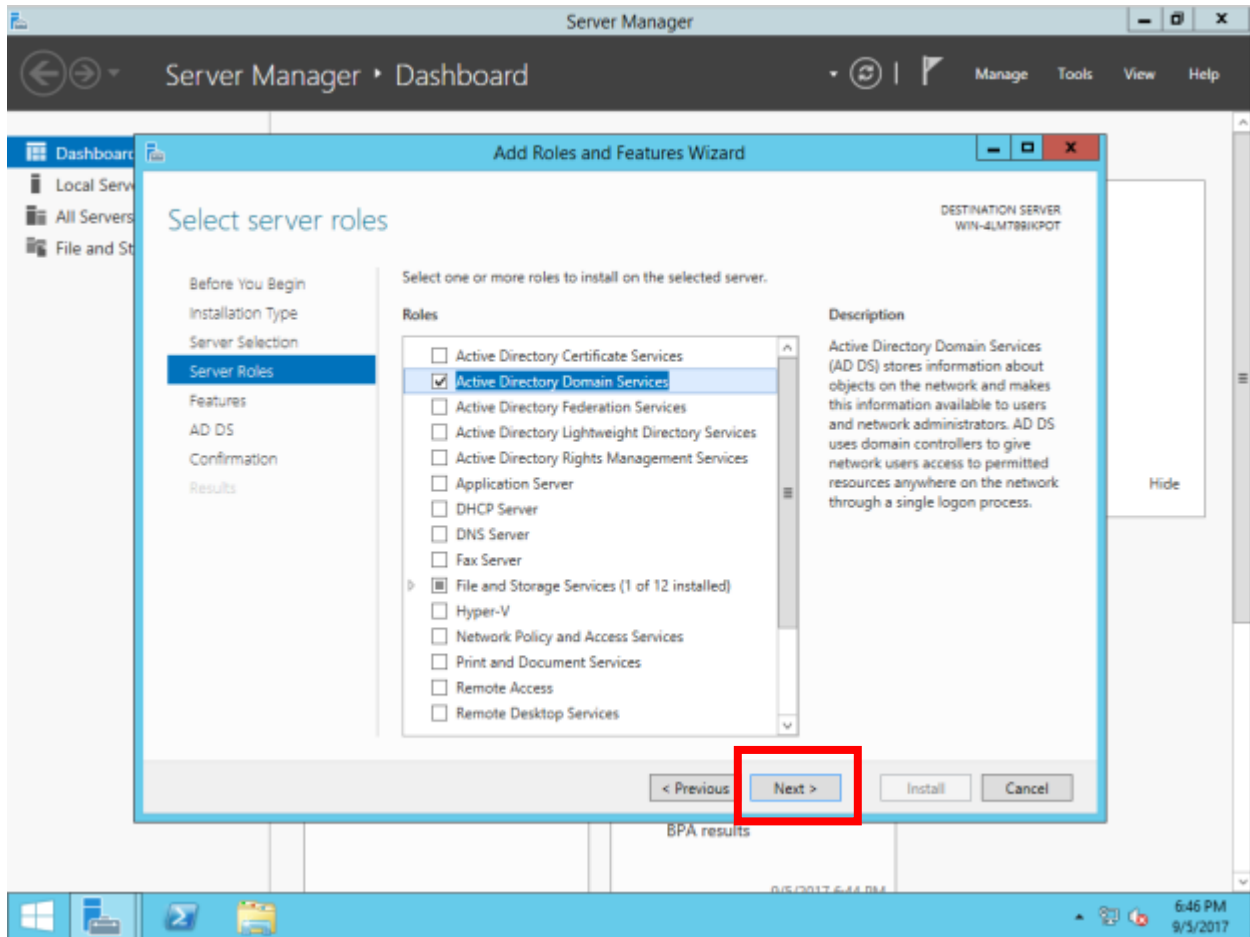 Server Manager
Server Manager ‣ Dashboard
Manage Tools View Help
Dashboard
Local Serv
All Servers
File and St
Add Roles and Features Wizard
Select server roles
DESTINATION SERVER
WIN-4LM789IKPOT
Before You Begin
Installation Type
Server Selection
Server Roles
Features
AD DS
Confirmation
Results
Select one or more roles to install on the selected server.
Roles
Active Directory Certificate Services
Active Directory Domain Services
Active Directory Federation Services
Active Directory Lightweight Directory Services
Active Directory Rights Management Services
Application Server
DHCP Server
DNS Server
Fax Server
File and Storage Services (1 of 12 installed)
Hyper-V
Network Policy and Access Services
Print and Document Services
Remote Access
Remote Desktop Services
Description
Active Directory Domain Services
(AD DS) stores information about
objects on the network and makes
this information available to users
and network administrators. AD DS
uses domain controllers to give
network users access to permitted
resources anywhere on the network
through a single logon process.
Hide
< Previous
Next >
Install
Cancel
BPA results
9/5/2017 6:44 PM
6:46 PM
9/5/2017